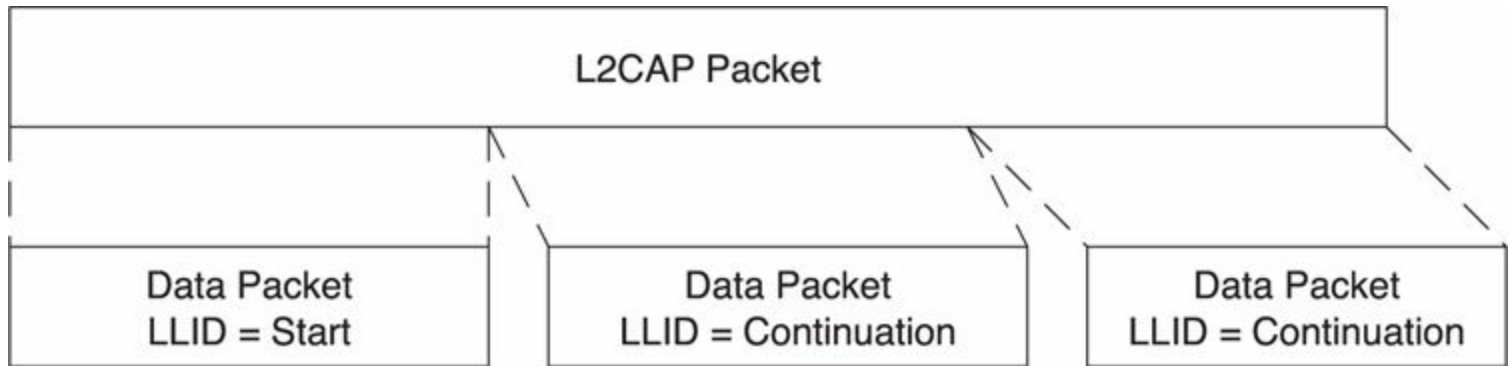 L2CAP Packet
Data Packet
LLID = Start
Data Packet
LLID = Continuation
Data Packet
LLID = Continuation